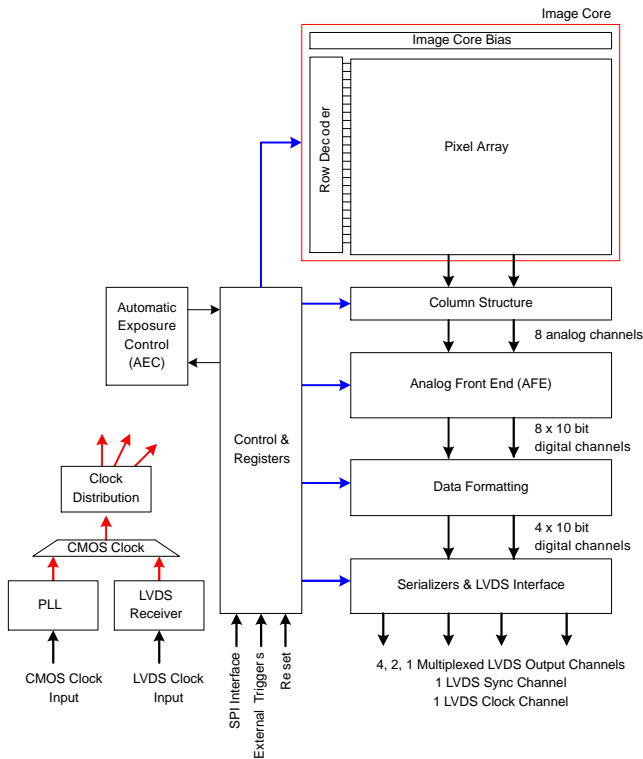 Image Core
Image Core Bias
Row Decoder
Pixel Array
Column Structure
8 analog channels
Automatic
Exposure
Control
(AEC)
Analog Front End (AFE)
8 x 10 bit
digital channels
Control &
Registers
Clock
Distribution
Data Formatting
4 x 10 bit
digital channels
CMOS Clock
PLL
LVDS
Receiver
Serializers & LVDS Interface
CMOS Clock
Input
LVDS Clock
Input
SPI Interface
External Triggers
Reset
4, 2, 1 Multiplexed LVDS Output Channels
1 LVDS Sync Channel
1 LVDS Clock Channel